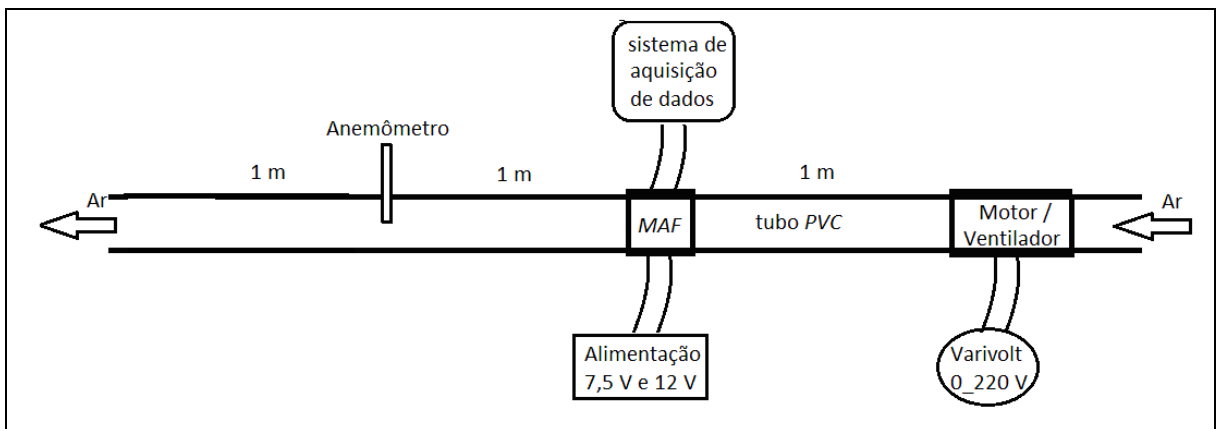 sistema de
aquisição
de dados
Anemômetro
1 m
1 m
1 m
Ar
MAF
tubo PVC
Motor /
Ventilador
Ar
Alimentação
7,5 V e 12 V
Varivolt
0_220 V